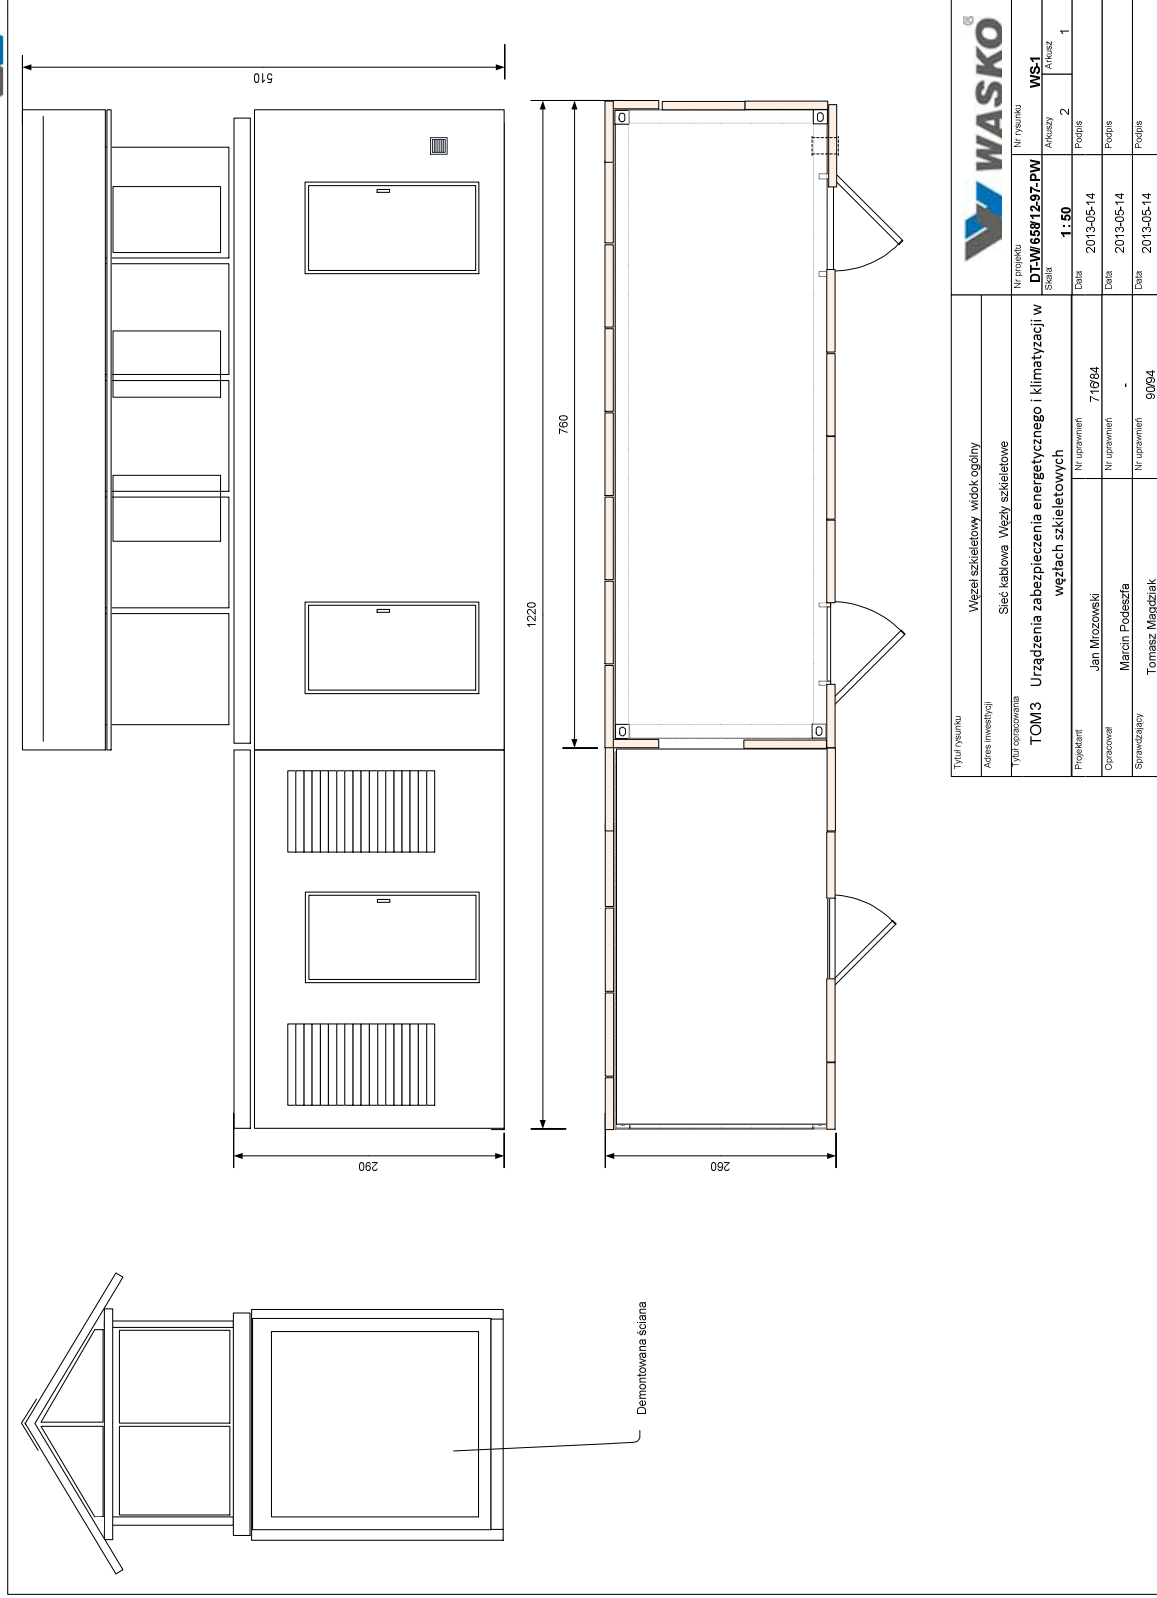 510
1220
760
290
260
Demontowana ściana
WASKO®
Tytuł rysunku
Węzeł szkieletowy widok ogólny
Adres inwestycji
Sieć kablowa Węzły szkieletowe
Tytuł opracowania
TOM3 Urządzenia zabezpieczenia energetycznego i klimatyzacji w
węzłach szkieletowych
Nr projektu
DT-W/658/12-97-PW
Nr rysunku
WS-1
Skala
1 : 50
Arkuszy
2
Arkusz
1
Projektant
Jan Mrozowski
Nr uprawnień
716/84
Data
2013-05-14
Podpis
Opracował
Marcin Podeszfa
Nr uprawnień
-
Data
2013-05-14
Podpis
Sprawdzający
Tomasz Magdziak
Nr uprawnień
90/94
Data
2013-05-14
Podpis